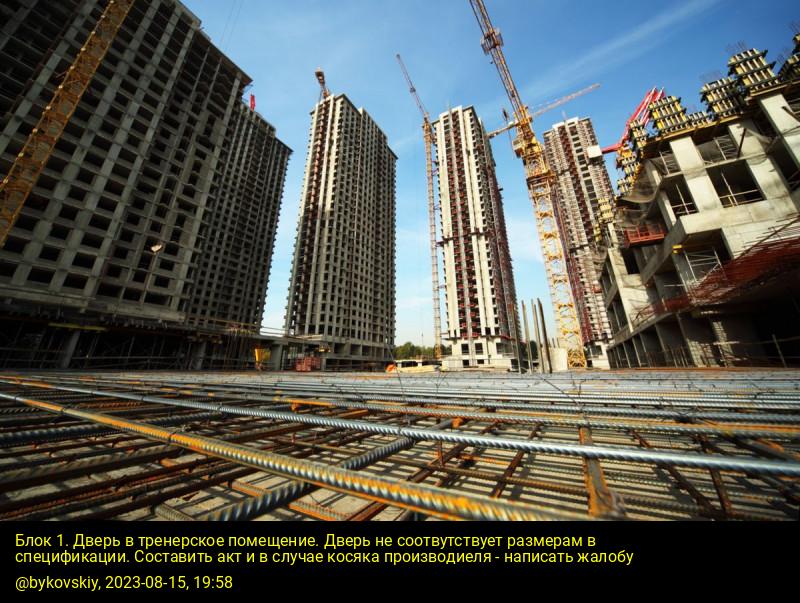 Блок 1. Дверь в тренерское помещение. Дверь не соотвутствует размерам в
спецификации. Составить акт и в случае косяка производиеля - написать жалобу
@bykovskiy, 2023-08-15, 19:58